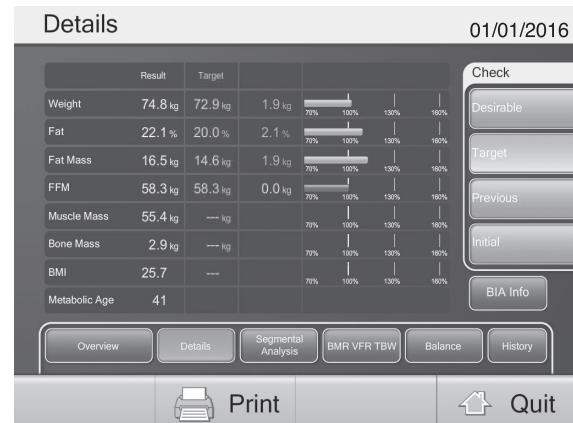 Details 01/01/2016
Result Target
Weight 74.8 kg 72.9 kg 1.9 kg 70% 100% 130% 160%
Fat 22.1 % 20.0 % 2.1 % 70% 100% 130% 160%
Fat Mass 16.5 kg 14.6 kg 1.9 kg 70% 100% 130% 160%
FFM 58.3 kg 58.3 kg 0.0 kg 70% 100% 130% 160%
Muscle Mass 55.4 kg --- kg 70% 100% 130% 160%
Bone Mass 2.9 kg --- kg 70% 100% 130% 160%
BMI 25.7 --- 70% 100% 130% 160%
Metabolic Age 41
Check
Desirable
Target
Previous
Initial
BIA Info
Overview Details Segmental Analysis BMR VFR TBW Balance History
Print Quit